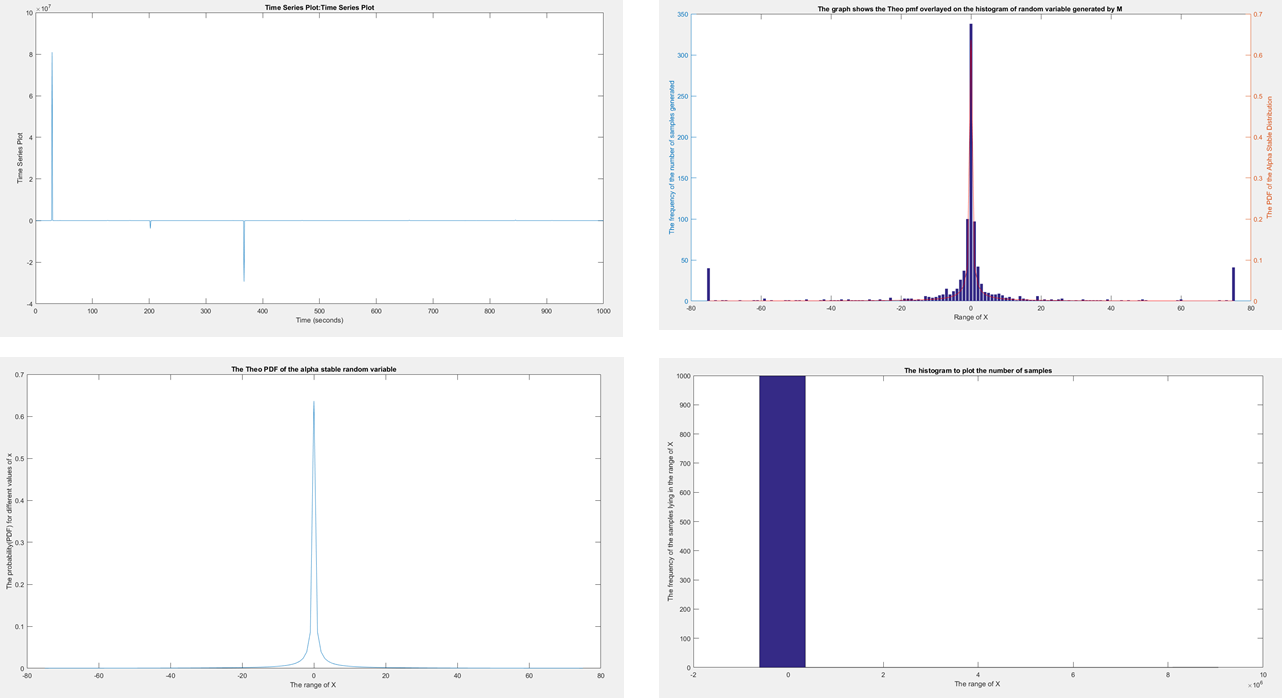 Time Series Plot:Time Series Plot
×10^7
10
8
6
4
2
0
-2
-4
Time Series Plot
0 100 200 300 400 500 600 700 800 900 1000
Time (seconds)
The graph shows the Theo pmf overlayed on the histogram of random variable generated by M
350
300
250
200
150
100
50
0
The frequency of the number of samples generated
0.7
0.6
0.5
0.4
0.3
0.2
0.1
0
The PDF of the Alpha Stable Distribution
-80 -60 -40 -20 0 20 40 60 80
Range of X
The Theo PDF of the alpha stable random variable
0.7
0.6
0.5
0.4
0.3
0.2
0.1
0
The probability(PDF) for different values of x
-80 -60 -40 -20 0 20 40 60 80
The range of X
The histogram to plot the number of samples
1000
900
800
700
600
500
400
300
200
100
0
The frequency of the samples lying in the range of X
-2 0 2 4 6 8 10
×10^6
The range of X